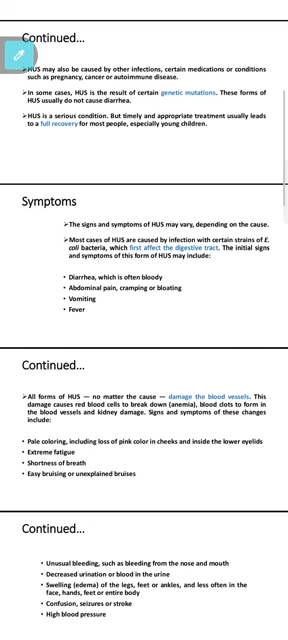 Continued...
➢HUS may also be caused by other infections, certain medications or conditions
such as pregnancy, cancer or autoimmune disease.
➢In some cases, HUS is the result of certain genetic mutations. These forms of
HUS usually do not cause diarrhea.
➢HUS is a serious condition. But timely and appropriate treatment usually leads
to a full recovery for most people, especially young children.
Symptoms
➢The signs and symptoms of HUS may vary, depending on the cause.
➢Most cases of HUS are caused by infection with certain strains of E.
coli bacteria, which first affect the digestive tract. The initial signs
and symptoms of this form of HUS may include:
• Diarrhea, which is often bloody
• Abdominal pain, cramping or bloating
• Vomiting
• Fever
Continued...
➢All forms of HUS — no matter the cause — damage the blood vessels. This
damage causes red blood cells to break down (anemia), blood clots to form in
the blood vessels and kidney damage. Signs and symptoms of these changes
include:
• Pale coloring, including loss of pink color in cheeks and inside the lower eyelids
• Extreme fatigue
• Shortness of breath
• Easy bruising or unexplained bruises
Continued...
• Unusual bleeding, such as bleeding from the nose and mouth
• Decreased urination or blood in the urine
• Swelling (edema) of the legs, feet or ankles, and less often in the
face, hands, feet or entire body
• Confusion, seizures or stroke
• High blood pressure